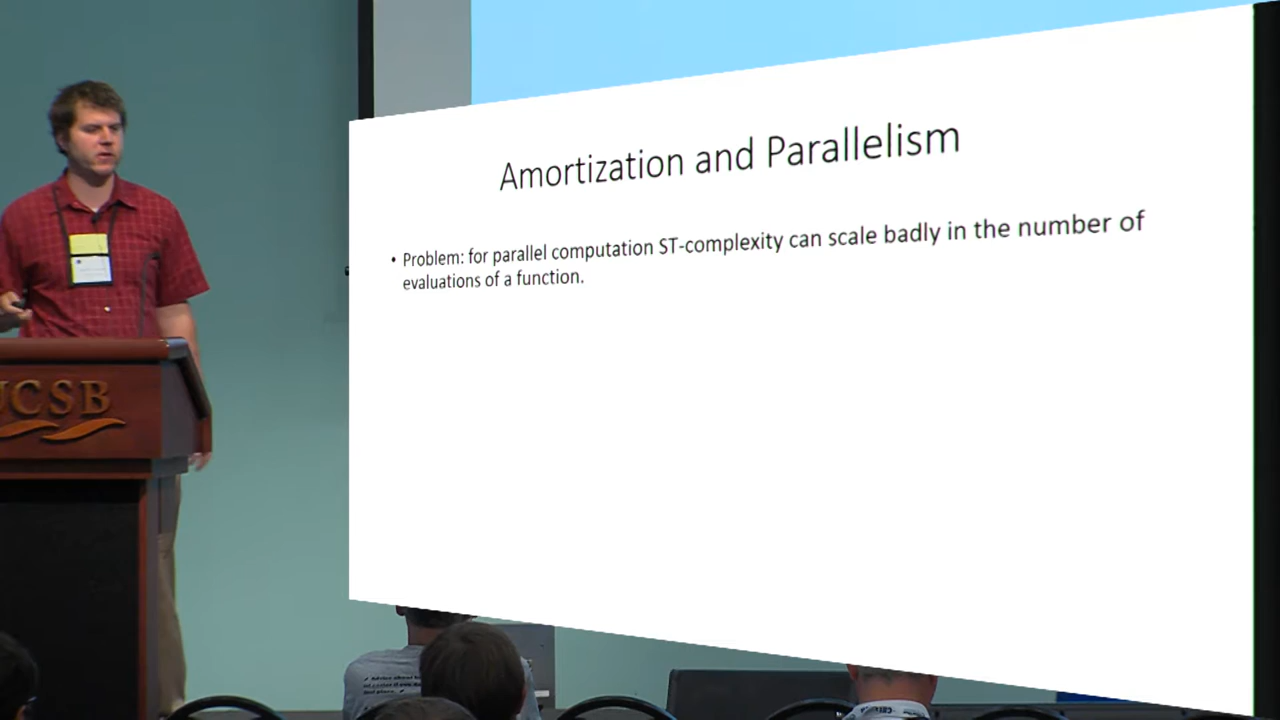 Amortization and Parallelism
• Problem: for parallel computation ST-complexity can scale badly in the number of
evaluations of a function.
UCSB